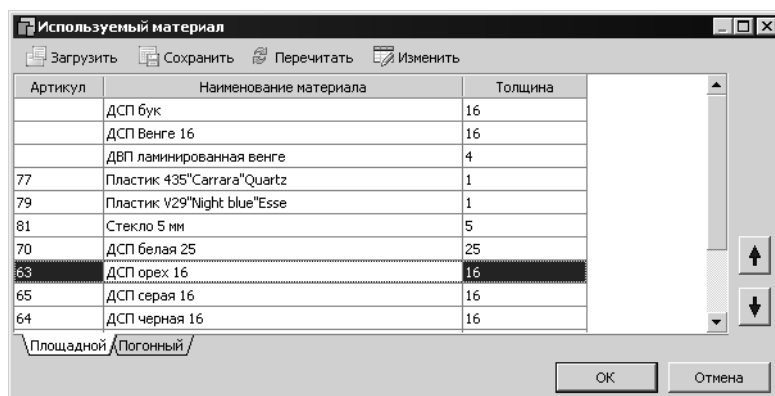 Используемый материал
Загрузить Сохранить Перечитать Изменить
Артикул Наименование материала Толщина
ДСП бук 16
ДСП Венге 16 16
ДВП ламинированная венге 4
77 Пластик 435"Carrara"Quartz 1
79 Пластик V29"Night blue"Esse 1
81 Стекло 5 мм 5
70 ДСП белая 25 25
63 ДСП орех 16 16
65 ДСП серая 16 16
64 ДСП черная 16 16
Площадной Погонный
OK Отмена